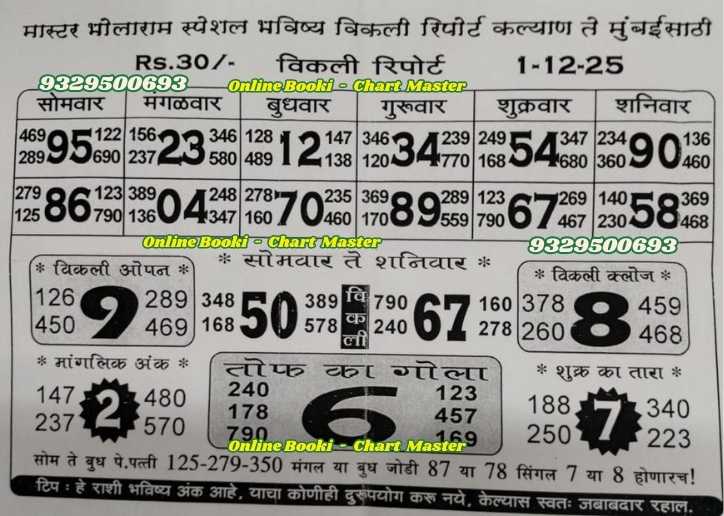 मास्टर भोलाराम स्पेशल भविष्य विकली रिपोर्ट कल्याण ते मुंबईसाठी
Rs.30/- विकली रिपोर्ट 1-12-25
9329500693 Online Booki - Chart Master
सोमवार मंगळवार बुधवार गुरूवार शुक्रवार शनिवार
469 95 122 156 23 346 128 12 147 346 34 239 249 54 347 234 90 136
289 690 237 580 489 138 120 770 168 680 360 460
279 86 123 389 04 248 278 70 235 369 89 289 123 67 269 140 58 369
125 790 136 347 160 460 170 559 790 467 230 468
Online Booki - Chart Master 9329500693
* विकली ओपन * * सोमवार ते शनिवार * * विकली क्लोज *
126 9 289 348 50 389 विकली 790 67 160 378 8 459
450 469 168 578 240 278 260 468
* मांगलिक अंक * तोफ का गोला * शुक्र का तारा *
147 2 480 240 6 123 188 7 340
237 570 178 457 250 223
790 169
Online Booki - Chart Master
सोम ते बुध पे.पत्ती 125-279-350 मंगल या बुध जोडी 87 या 78 सिंगल 7 या 8 होणारच!
टिप : हे राशी भविष्य अंक आहे, याचा कोणीही दुरुपयोग करू नये, केल्यास स्वतः जबाबदार रहाल.